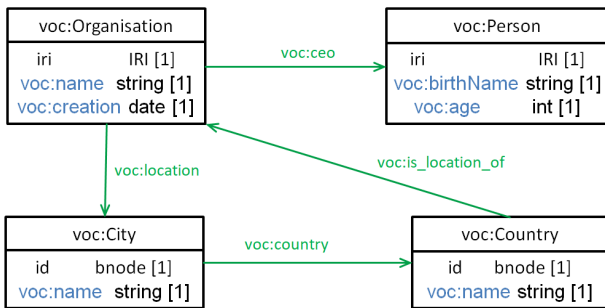 voc:Organisation
iri IRI [1]
voc:name string [1]
voc:creation date [1]
voc:ceo
voc:Person
iri IRI [1]
voc:birthName string [1]
voc:age int [1]
voc:location
voc:is_location_of
voc:City
id bnode [1]
voc:name string [1]
voc:country
voc:Country
id bnode [1]
voc:name string [1]